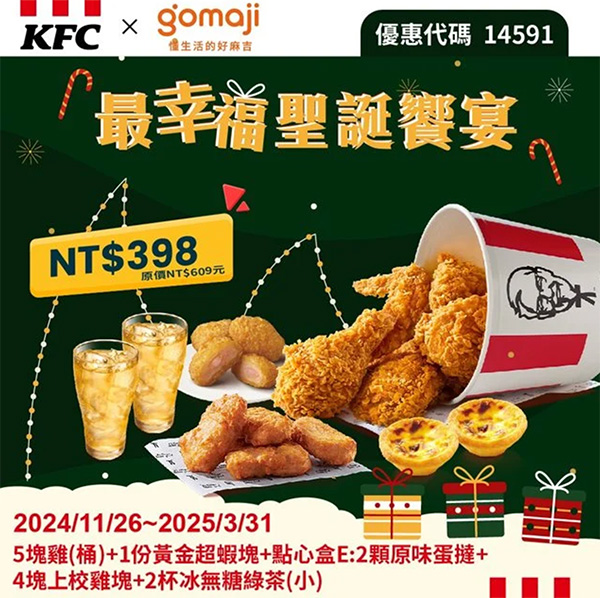 KFC × gomaji
懂生活的好麻吉
優惠代碼 14591
最幸福聖誕饗宴
NT$398
原價NT$609元
2024/11/26~2025/3/31
5塊雞(桶)+1份黃金超蝦塊+點心盒E:2顆原味蛋撻+
4塊上校雞塊+2杯冰無糖綠茶(小)